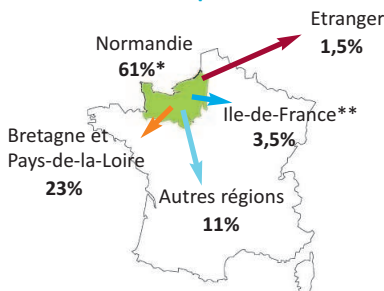 Etranger
1,5%
Normandie
61%*
Ile-de-France**
3,5%
Bretagne et
Pays-de-la-Loire
23%
Autres régions
11%